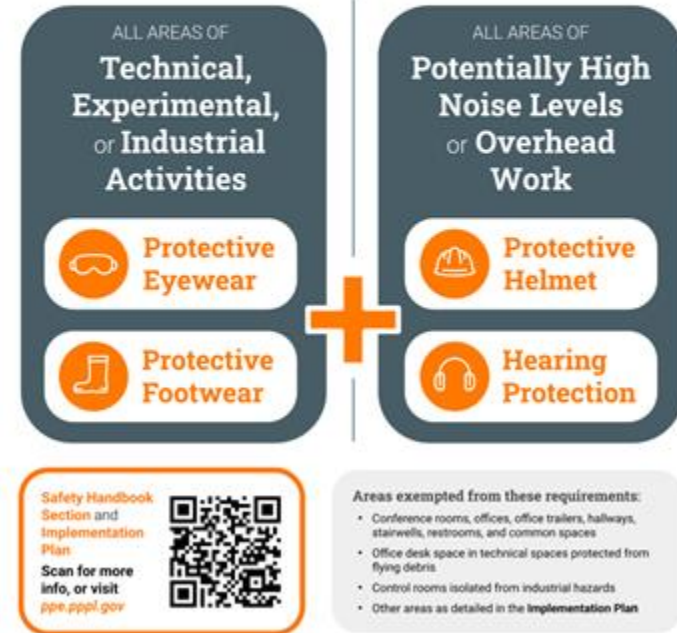 ALL AREAS OF
Technical,
Experimental,
or Industrial
Activities
Protective
Eyewear
Protective
Footwear
ALL AREAS OF
Potentially High
Noise Levels
or Overhead
Work
Protective
Helmet
Hearing
Protection
Safety Handbook
Section and
Implementation
Plan
Scan for more
info, or visit
ppe.pppl.gov
Areas exempted from these requirements:
• Conference rooms, offices, office trailers, hallways,
stairwells, restrooms, and common spaces
• Office desk space in technical spaces protected from
flying debris
• Control rooms isolated from industrial hazards
• Other areas as detailed in the Implementation Plan